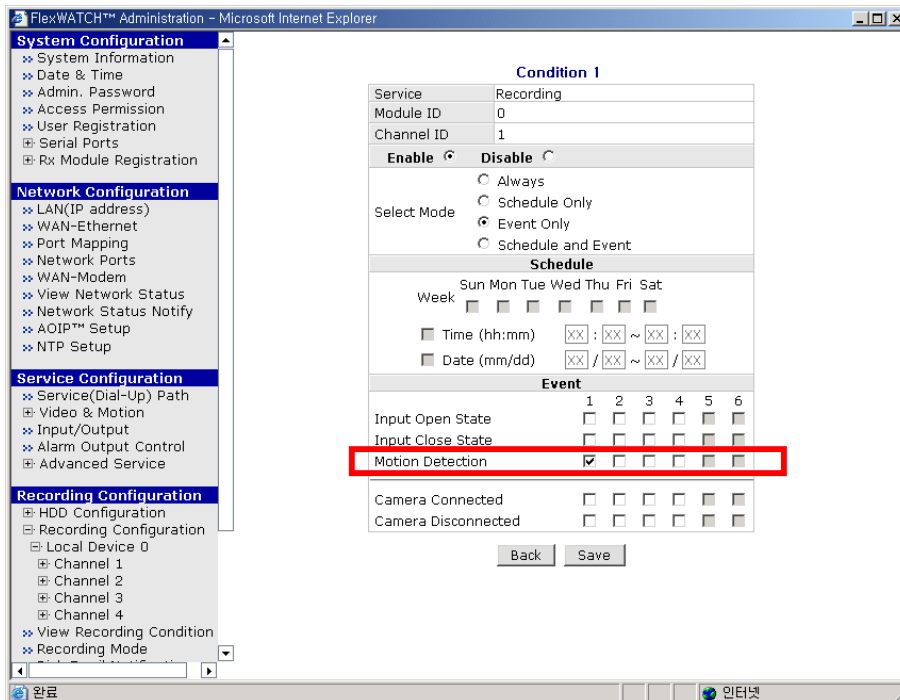 FlexWATCH™ Administration - Microsoft Internet Explorer
System Configuration
System Information
Date & Time
Admin. Password
Access Permission
User Registration
Serial Ports
Rx Module Registration
Network Configuration
LAN(IP address)
WAN-Ethernet
Port Mapping
Network Ports
WAN-Modem
View Network Status
Network Status Notify
AOIP™ Setup
NTP Setup
Service Configuration
Service(Dial-Up) Path
Video & Motion
Input/Output
Alarm Output Control
Advanced Service
Recording Configuration
HDD Configuration
Recording Configuration
Local Device 0
Channel 1
Channel 2
Channel 3
Channel 4
View Recording Condition
Recording Mode
Condition 1
Service Recording
Module ID 0
Channel ID 1
Enable Disable
Select Mode
Always
Schedule Only
Event Only
Schedule and Event
Schedule
Sun Mon Tue Wed Thu Fri Sat
Week
Time (hh:mm) XX : XX ~ XX : XX
Date (mm/dd) XX / XX ~ XX / XX
Event
1 2 3 4 5 6
Input Open State
Input Close State
Motion Detection
Camera Connected
Camera Disconnected
Back Save
완료
인터넷